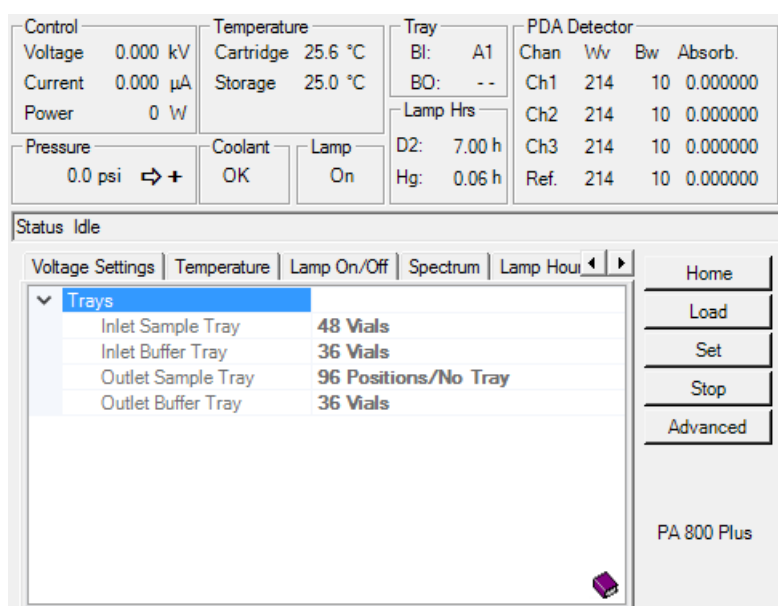 Control
Voltage 0.000 kV
Current 0.000 µA
Power 0 W
Temperature
Cartridge 25.6 °C
Storage 25.0 °C
Tray
BI: A1
BO: - -
PDA Detector
Chan Wv Bw Absorb.
Ch1 214 10 0.000000
Ch2 214 10 0.000000
Ch3 214 10 0.000000
Ref. 214 10 0.000000
Pressure
0.0 psi ⇨ +
Coolant
OK
Lamp
On
Lamp Hrs
D2: 7.00 h
Hg: 0.06 h
Status Idle
Voltage Settings Temperature Lamp On/Off Spectrum Lamp Hou
Trays
Inlet Sample Tray 48 Vials
Inlet Buffer Tray 36 Vials
Outlet Sample Tray 96 Positions/No Tray
Outlet Buffer Tray 36 Vials
Home
Load
Set
Stop
Advanced
PA 800 Plus